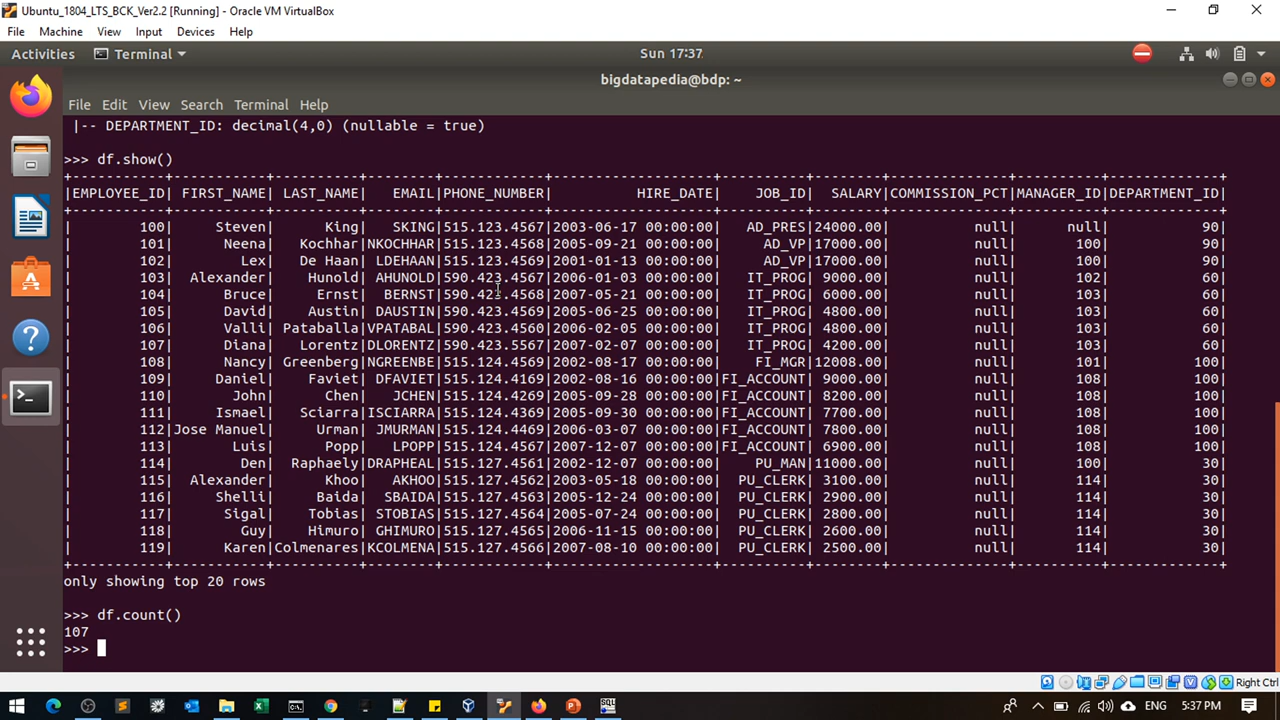 Ubuntu_1804_LTS_BCK_Ver2.2 [Running] - Oracle VM VirtualBox
File Machine View Input Devices Help
Activities Terminal Sun 17:37
bigdatapedia@bdp: ~
File Edit View Search Terminal Help
|-- DEPARTMENT_ID: decimal(4,0) (nullable = true)
>>> df.show()
+-----------+-----------+----------+--------+------------+-------------------+----------+--------+--------------+----------+-------------+
|EMPLOYEE_ID| FIRST_NAME| LAST_NAME|   EMAIL|PHONE_NUMBER|          HIRE_DATE|    JOB_ID|  SALARY|COMMISSION_PCT|MANAGER_ID|DEPARTMENT_ID|
+-----------+-----------+----------+--------+------------+-------------------+----------+--------+--------------+----------+-------------+
|        100|     Steven|      King|   SKING|515.123.4567|2003-06-17 00:00:00|   AD_PRES|24000.00|          null|      null|           90|
|        101|      Neena|   Kochhar|NKOCHHAR|515.123.4568|2005-09-21 00:00:00|     AD_VP|17000.00|          null|       100|           90|
|        102|        Lex|   De Haan| LDEHAAN|515.123.4569|2001-01-13 00:00:00|     AD_VP|17000.00|          null|       100|           90|
|        103|  Alexander|    Hunold| AHUNOLD|590.423.4567|2006-01-03 00:00:00|   IT_PROG| 9000.00|          null|       102|           60|
|        104|      Bruce|     Ernst|  BERNST|590.423.4568|2007-05-21 00:00:00|   IT_PROG| 6000.00|          null|       103|           60|
|        105|      David|    Austin| DAUSTIN|590.423.4569|2005-06-25 00:00:00|   IT_PROG| 4800.00|          null|       103|           60|
|        106|      Valli| Pataballa|VPATABAL|590.423.4560|2006-02-05 00:00:00|   IT_PROG| 4800.00|          null|       103|           60|
|        107|      Diana|   Lorentz|DLORENTZ|590.423.5567|2007-02-07 00:00:00|   IT_PROG| 4200.00|          null|       103|           60|
|        108|      Nancy| Greenberg|NGREENBE|515.124.4569|2002-08-17 00:00:00|    FI_MGR|12008.00|          null|       101|          100|
|        109|     Daniel|    Faviet| DFAVIET|515.124.4169|2002-08-16 00:00:00|FI_ACCOUNT| 9000.00|          null|       108|          100|
|        110|       John|      Chen|   JCHEN|515.124.4269|2005-09-28 00:00:00|FI_ACCOUNT| 8200.00|          null|       108|          100|
|        111|     Ismael|   Sciarra|ISCIARRA|515.124.4369|2005-09-30 00:00:00|FI_ACCOUNT| 7700.00|          null|       108|          100|
|        112|Jose Manuel|     Urman| JMURMAN|515.124.4469|2006-03-07 00:00:00|FI_ACCOUNT| 7800.00|          null|       108|          100|
|        113|       Luis|      Popp|   LPOPP|515.124.4567|2007-12-07 00:00:00|FI_ACCOUNT| 6900.00|          null|       108|          100|
|        114|        Den|  Raphaely|DRAPHEAL|515.127.4561|2002-12-07 00:00:00|    PU_MAN|11000.00|          null|       100|           30|
|        115|  Alexander|      Khoo|   AKHOO|515.127.4562|2003-05-18 00:00:00|  PU_CLERK| 3100.00|          null|       114|           30|
|        116|     Shelli|     Baida|  SBAIDA|515.127.4563|2005-12-24 00:00:00|  PU_CLERK| 2900.00|          null|       114|           30|
|        117|      Sigal|    Tobias| STOBIAS|515.127.4564|2005-07-24 00:00:00|  PU_CLERK| 2800.00|          null|       114|           30|
|        118|        Guy|    Himuro| GHIMURO|515.127.4565|2006-11-15 00:00:00|  PU_CLERK| 2600.00|          null|       114|           30|
|        119|      Karen|Colmenares|KCOLMENA|515.127.4566|2007-08-10 00:00:00|  PU_CLERK| 2500.00|          null|       114|           30|
+-----------+-----------+----------+--------+------------+-------------------+----------+--------+--------------+----------+-------------+
only showing top 20 rows
>>> df.count()
107
>>>
Right Ctrl
SQL
ENG 5:37 PM